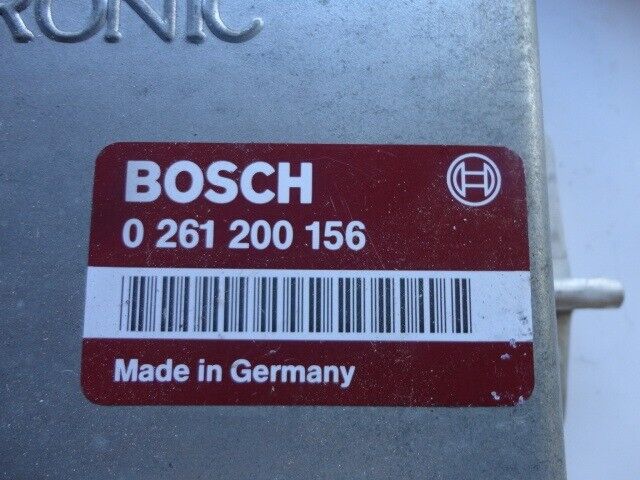 RONIC
BOSCH
0 261 200 156
Made in Germany